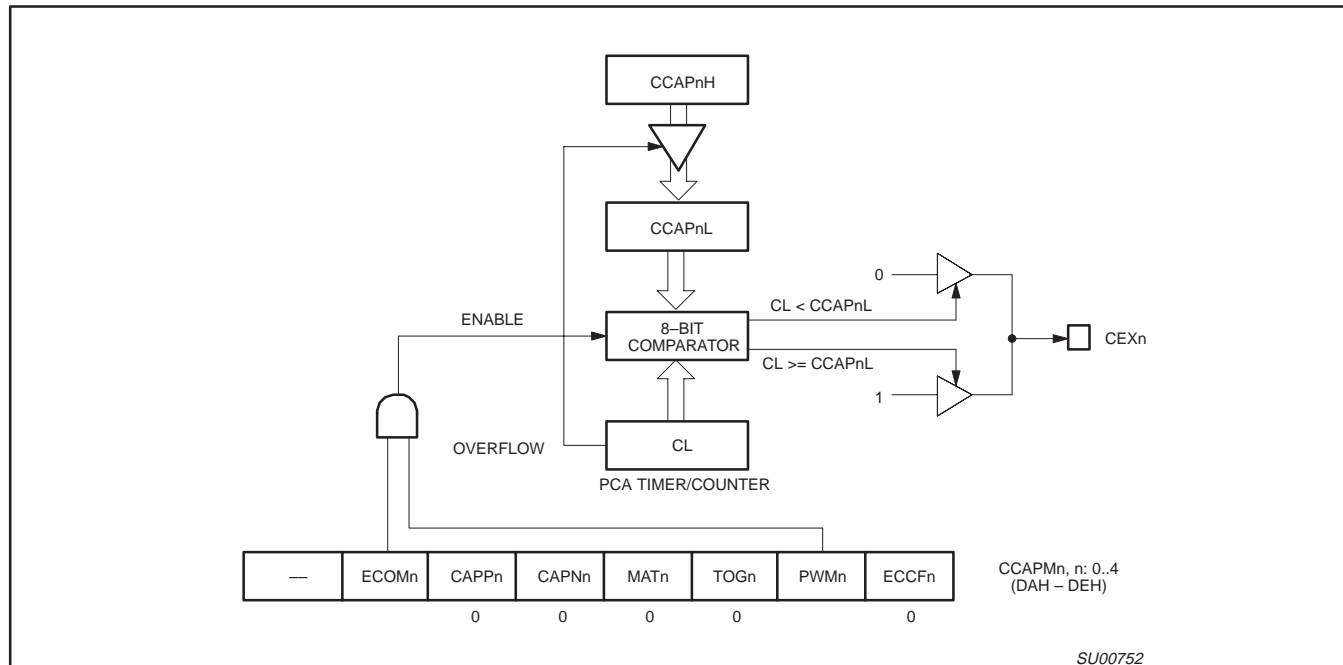 CCAPnH
CCAPnL
0
CL < CCAPnL
ENABLE
8–BIT
COMPARATOR
CEXn
CL >= CCAPnL
1
OVERFLOW
CL
PCA TIMER/COUNTER
— ECOMn CAPPn CAPNn MATn TOGn PWMn ECCFn
CCAPMn, n: 0..4
(DAH – DEH)
0 0 0 0 0
SU00752